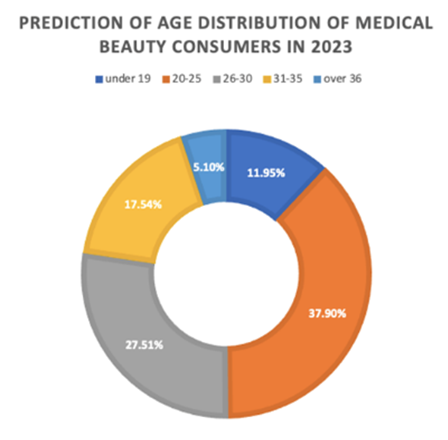 PREDICTION OF AGE DISTRIBUTION OF MEDICAL
BEAUTY CONSUMERS IN 2023
under 19 20-25 26-30 31-35 over 36
5.10%
11.95%
17.54%
37.90%
27.51%